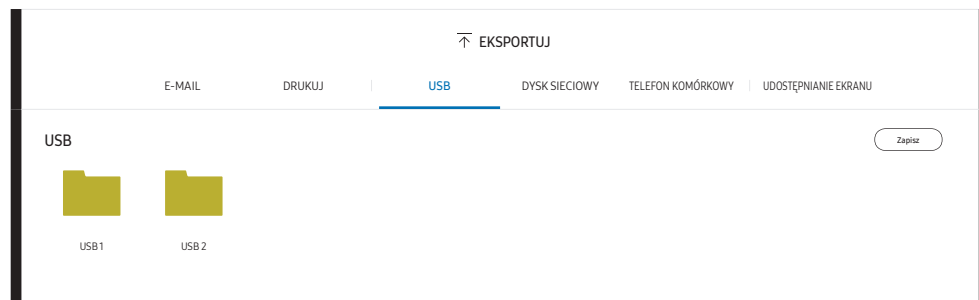 EKSPORTUJ
E-MAIL DRUKUJ USB DYSK SIECIOWY TELEFON KOMÓRKOWY UDOSTĘPNIANIE EKRANU
USB Zapisz
USB 1 USB 2